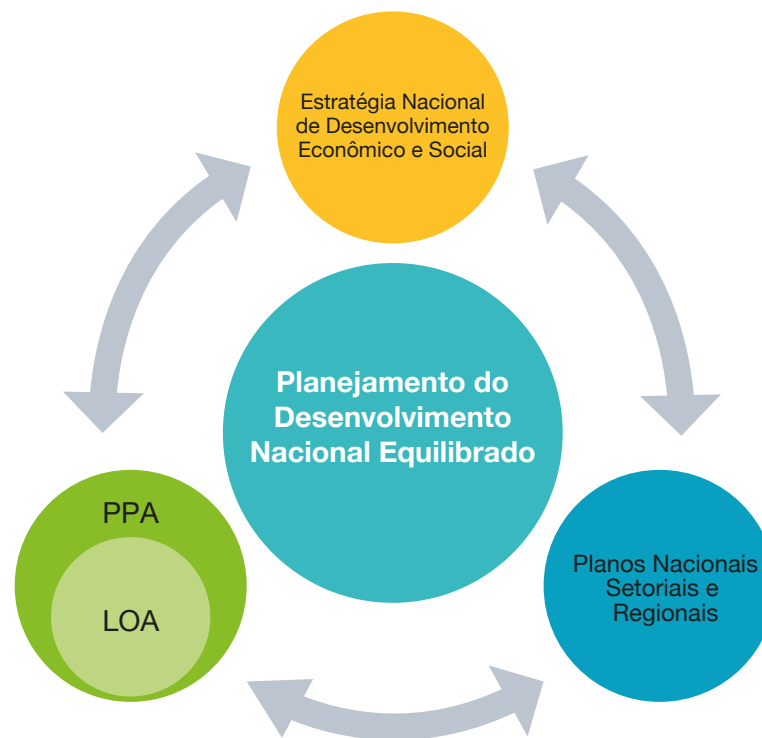 Estratégia Nacional
de Desenvolvimento
Econômico e Social
Planejamento do
Desenvolvimento
Nacional Equilibrado
PPA
LOA
Planos Nacionais
Setoriais e
Regionais